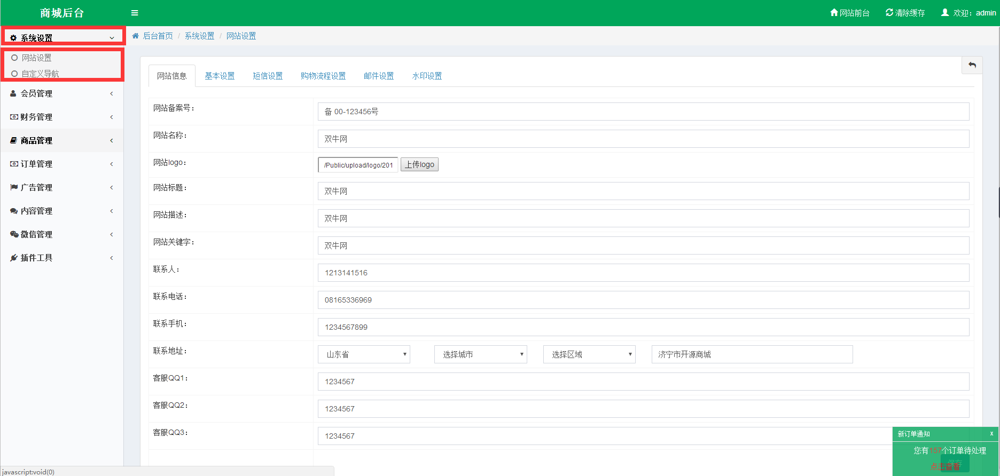 商城后台
网站前台 清除缓存 欢迎：admin
系统设置
后台首页 / 系统设置 / 网站设置
网站设置
自定义导航
会员管理
财务管理
商品管理
订单管理
广告管理
内容管理
微信管理
插件工具
网站信息 基本设置 短信设置 购物流程设置 邮件设置 水印设置
网站备案号： 备 00-123456号
网站名称： 双牛网
网站logo： /Public/upload/logo/201 上传logo
网站标题： 双牛网
网站描述： 双牛网
网站关键字： 双牛网
联系人： 1213141516
联系电话： 08165336969
联系手机： 1234567899
联系地址： 山东省 选择城市 选择区域 济宁市开源商城
客服QQ1： 1234567
客服QQ2： 1234567
客服QQ3： 1234567
新订单通知 x
您有157个订单待处理
保存
点击查看
javascript:void(0)